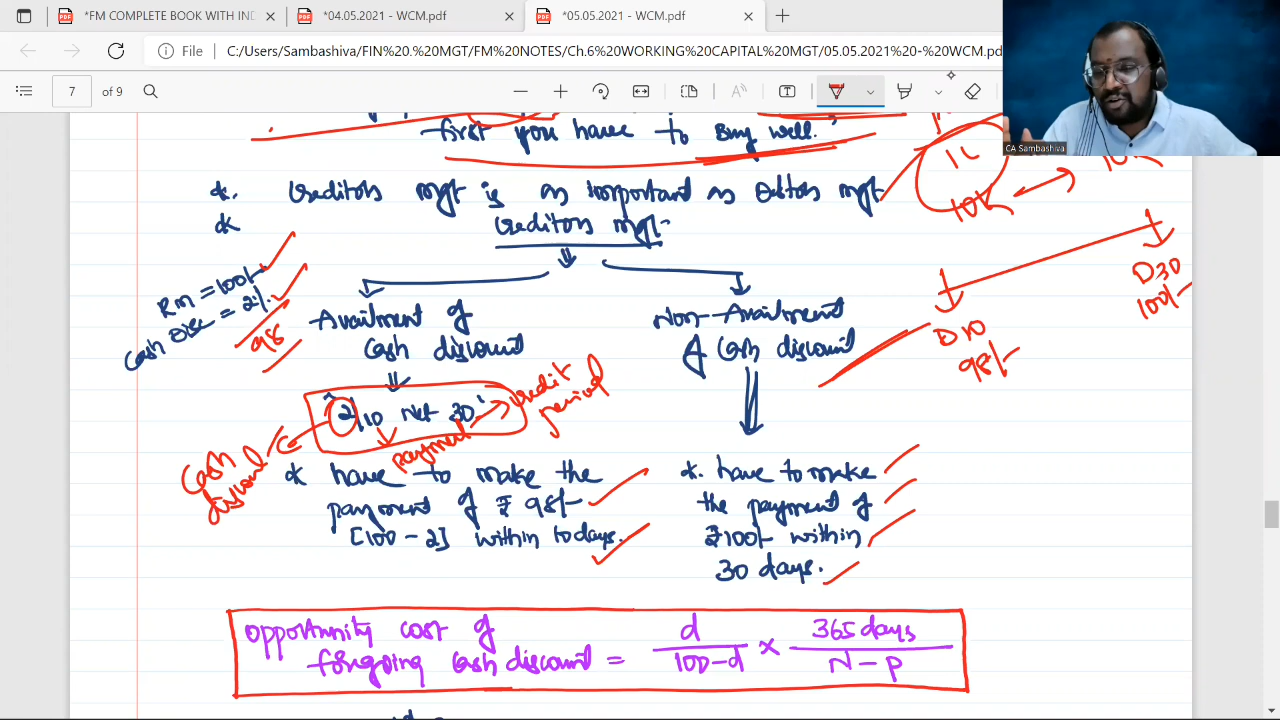 *FM COMPLETE BOOK WITH IND
*04.05.2021 - WCM.pdf
*05.05.2021 - WCM.pdf
File C:/Users/Sambashiva/FIN%20.%20MGT/FM%20NOTES/Ch.6%20WORKING%20CAPITAL%20MGT/05.05.2021%20-%20WCM.pd
7 of 9
CA Sambashiva
first you have to Buy well."
1L
10K
10K
*. Creditors mgt is as important as Debtors mgt
* Creditors mgt
RM = 100/-
Cash Disc = 2%
98
D10
98/-
D30
100/-
Availment of
Cash discount
Non-Availment
of Cash discount
"2/10 Net 30"
Cash discount
payment
credit period
* have to make the
payment of ₹ 98/-
[100 - 2] within 10 days.
*. have to make
the payment of
₹100/- within
30 days.
opportunity cost of
forgoing cash discount = d / 100-d × 365 days / N - P